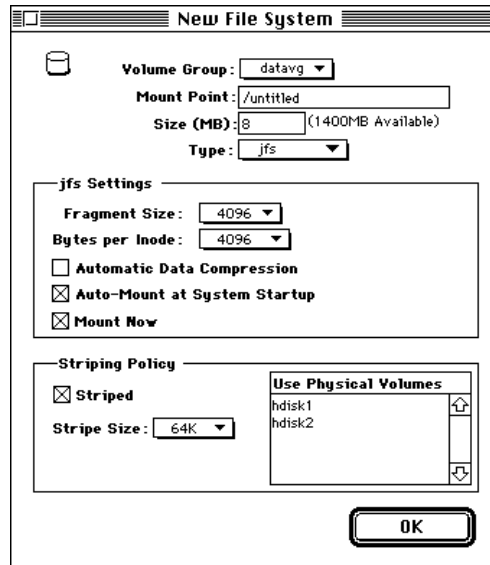 New File System
Volume Group: datavg
Mount Point: /untitled
Size (MB): 8 (1400MB Available)
Type: jfs
jfs Settings
Fragment Size: 4096
Bytes per Inode: 4096
Automatic Data Compression
Auto-Mount at System Startup
Mount Now
Striping Policy
Striped
Stripe Size: 64K
Use Physical Volumes
hdisk1
hdisk2
OK